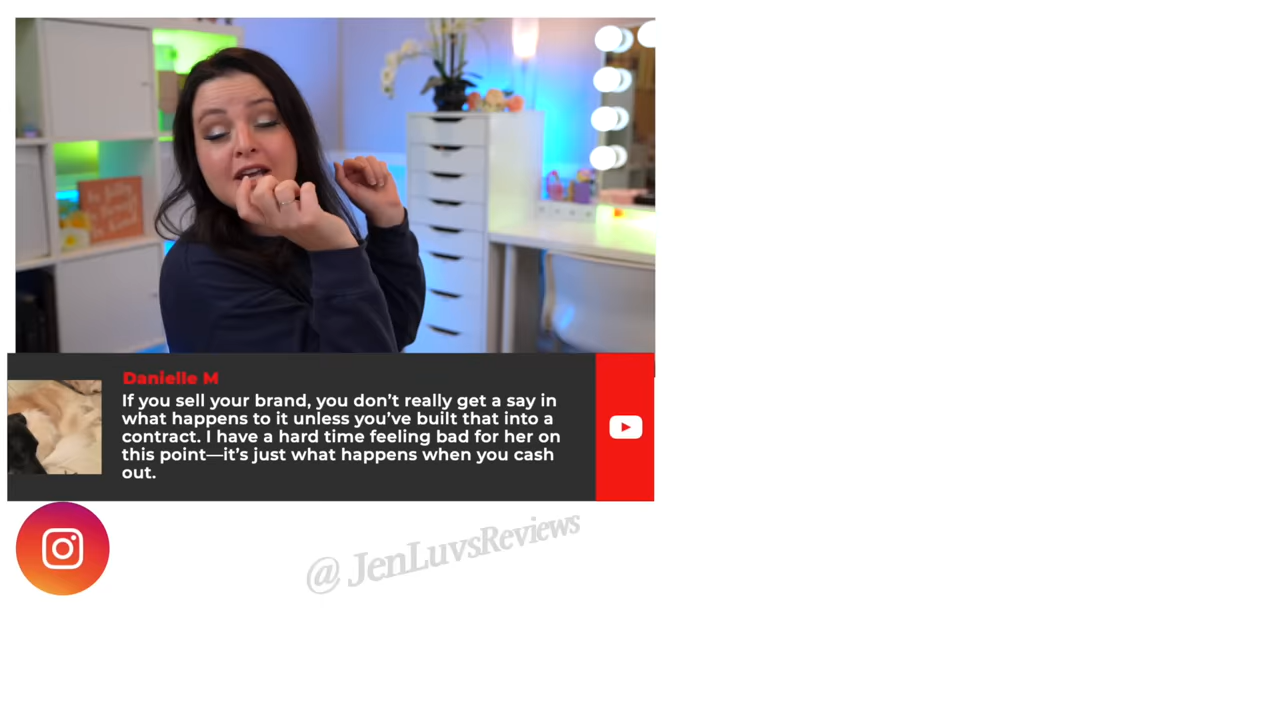 Danielle M
If you sell your brand, you don't really get a say in
what happens to it unless you've built that into a
contract. I have a hard time feeling bad for her on
this point—it's just what happens when you cash
out.
@ JenLuvsReviews